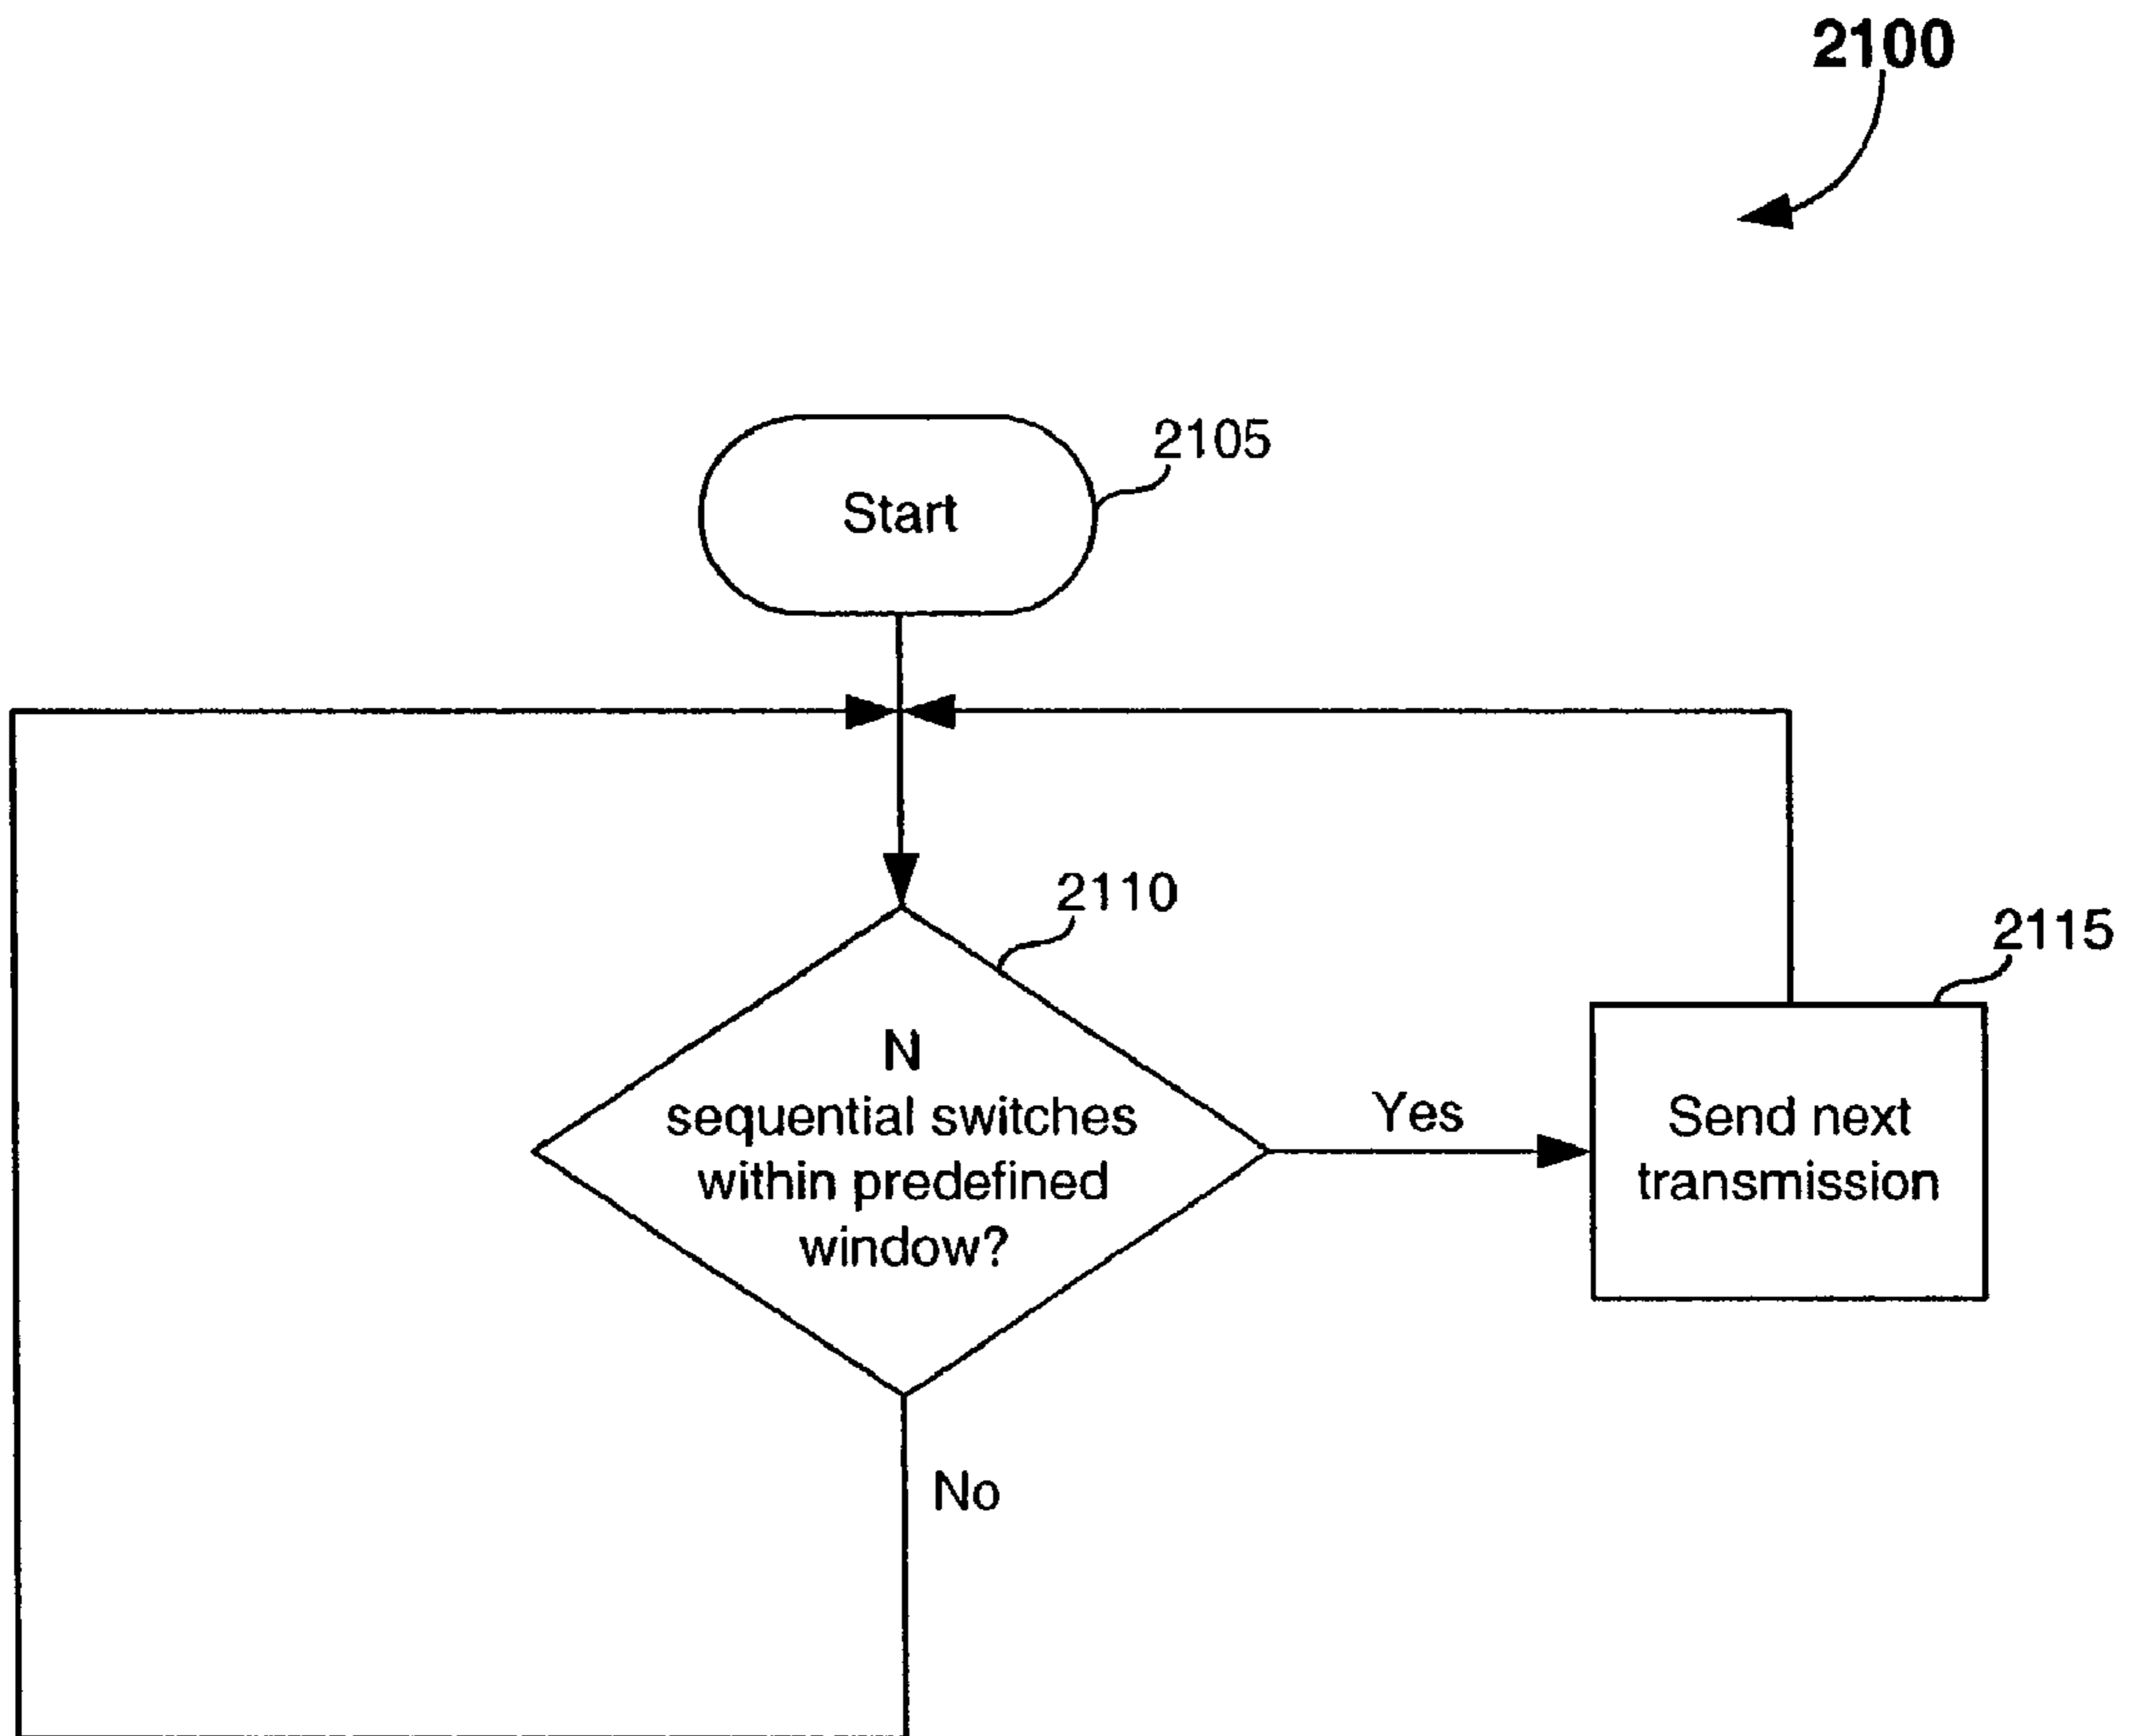 2100
2105
Start
2110
2115
N
sequential switches
within predefined
window?
Yes
Send next
transmission
No